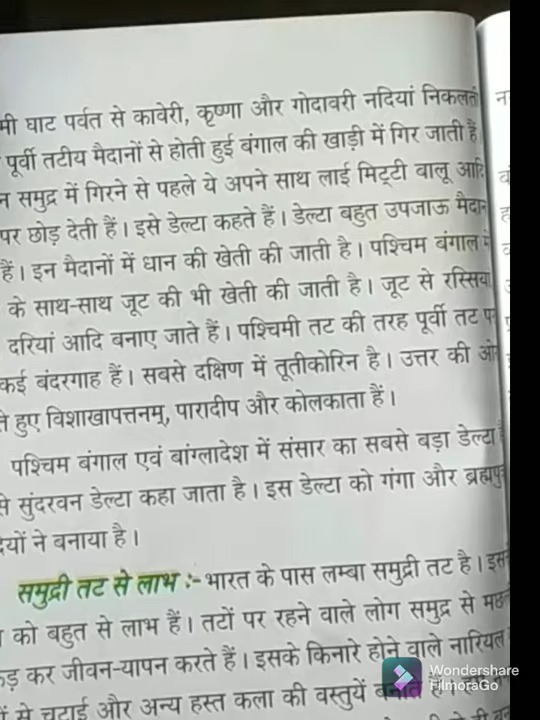 मी घाट पर्वत से कावेरी, कृष्णा और गोदावरी नदियां निकलती
पूर्वी तटीय मैदानों से होती हुई बंगाल की खाड़ी में गिर जाती हैं
न समुद्र में गिरने से पहले ये अपने साथ लाई मिट्टी बालू आदि
पर छोड़ देती हैं। इसे डेल्टा कहते हैं। डेल्टा बहुत उपजाऊ मैदान
हैं। इन मैदानों में धान की खेती की जाती है। पश्चिम बंगाल में
के साथ-साथ जूट की भी खेती की जाती है। जूट से रस्सिया
दरियां आदि बनाए जाते हैं। पश्चिमी तट की तरह पूर्वी तट
कई बंदरगाह हैं। सबसे दक्षिण में तूतीकोरिन है। उत्तर की ओ
ते हुए विशाखापत्तनम्, पारादीप और कोलकाता हैं।
पश्चिम बंगाल एवं बांग्लादेश में संसार का सबसे बड़ा डेल्टा
से सुंदरवन डेल्टा कहा जाता है। इस डेल्टा को गंगा और ब्रह्मपुत्र
दियों ने बनाया है।
समुद्री तट से लाभ :- भारत के पास लम्बा समुद्री तट है। इस
को बहुत से लाभ हैं। तटों पर रहने वाले लोग समुद्र से मछ
ड़ कर जीवन-यापन करते हैं। इसके किनारे होने वाले नारियल
से चटाई और अन्य हस्त कला की वस्तुयें बनाते हैं।
Wondershare
FilmoraGo